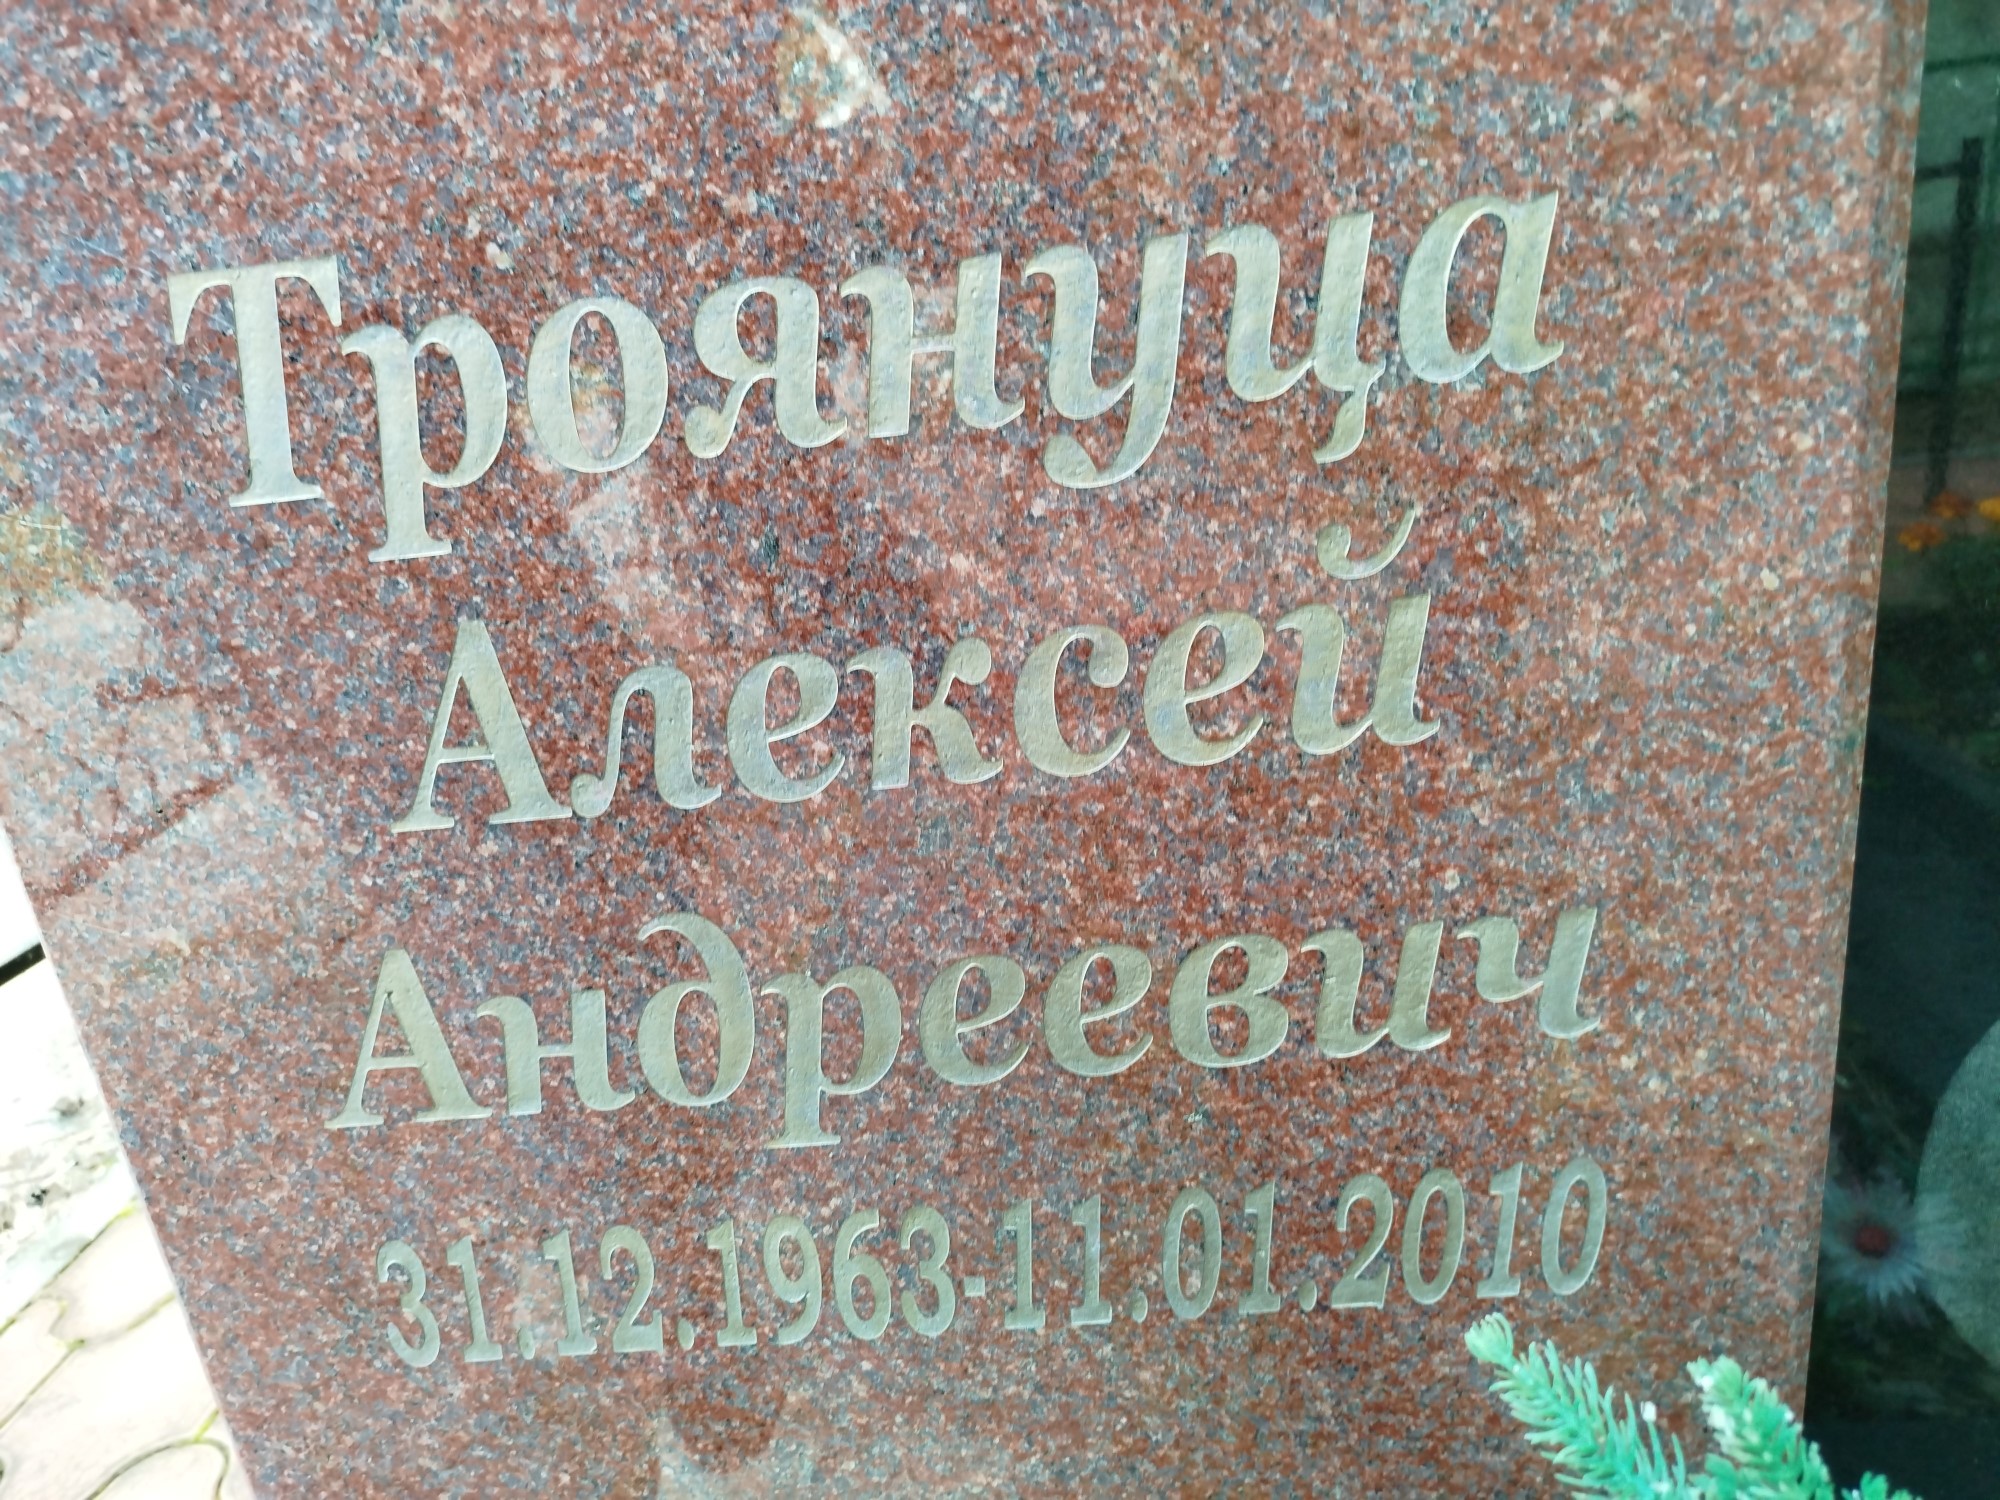 Троянуца
Алексей
Андреевич
31.12.1963-11.01.2010